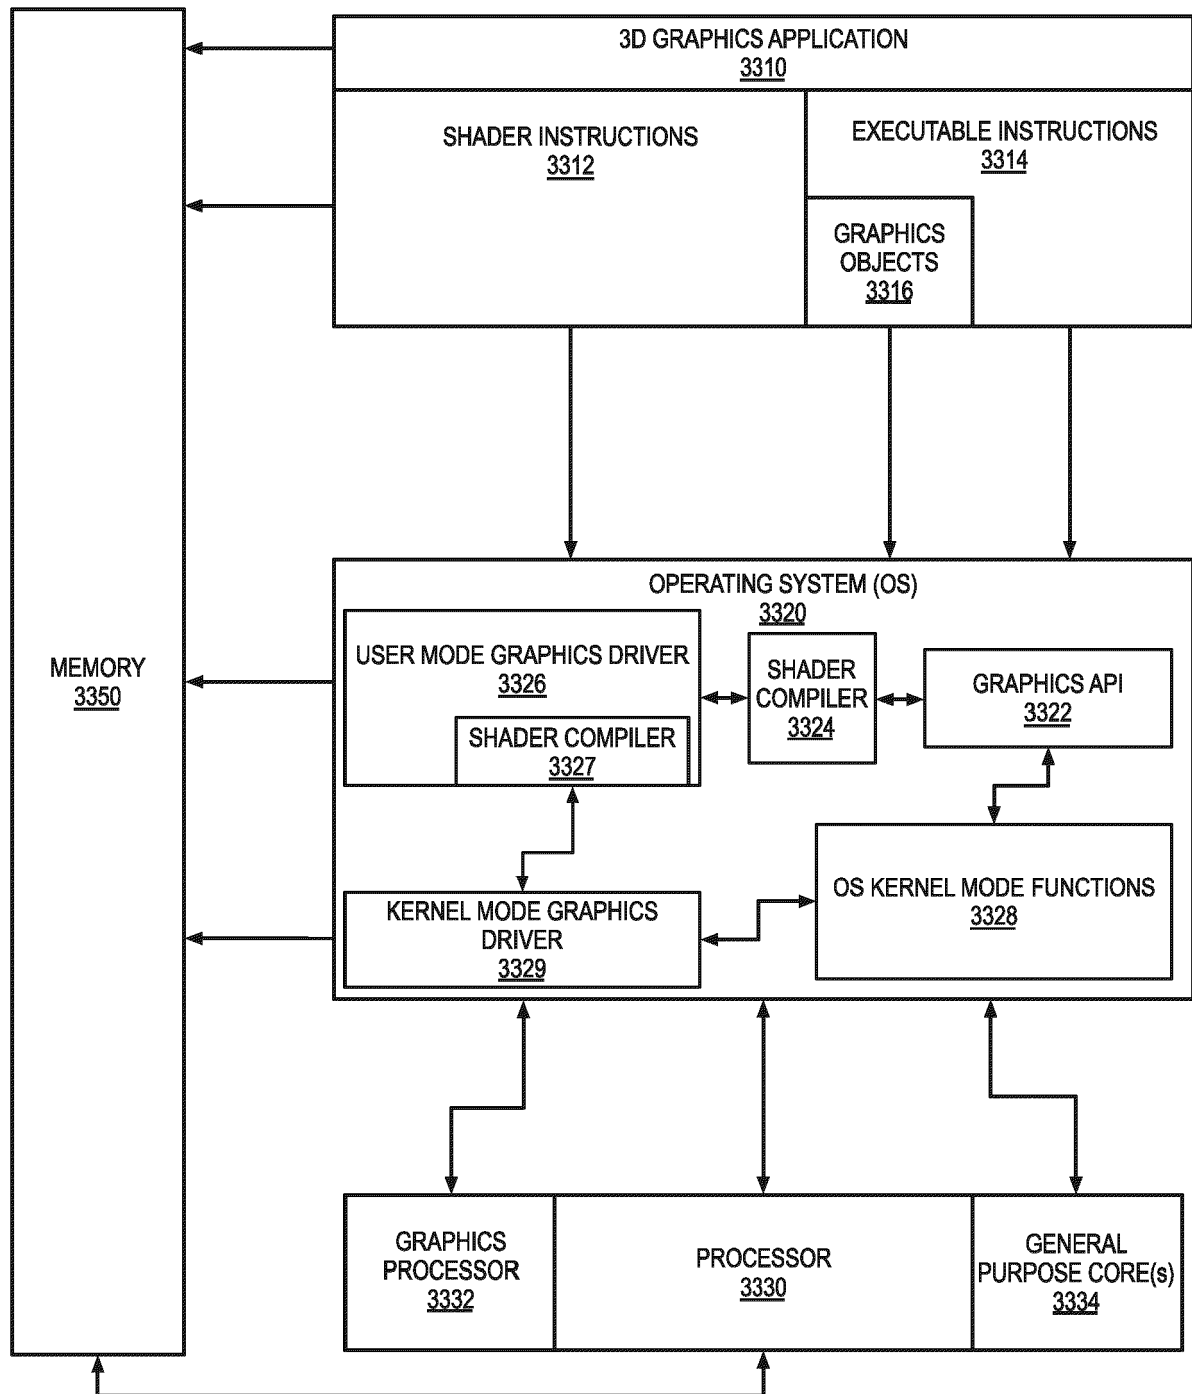 3D GRAPHICS APPLICATION
3310
SHADER INSTRUCTIONS
3312
EXECUTABLE INSTRUCTIONS
3314
GRAPHICS
OBJECTS
3316
MEMORY
3350
OPERATING SYSTEM (OS)
3320
USER MODE GRAPHICS DRIVER
3326
SHADER COMPILER
3327
SHADER
COMPILER
3324
GRAPHICS API
3322
KERNEL MODE GRAPHICS
DRIVER
3329
OS KERNEL MODE FUNCTIONS
3328
GRAPHICS
PROCESSOR
3332
PROCESSOR
3330
GENERAL
PURPOSE CORE(s)
3334